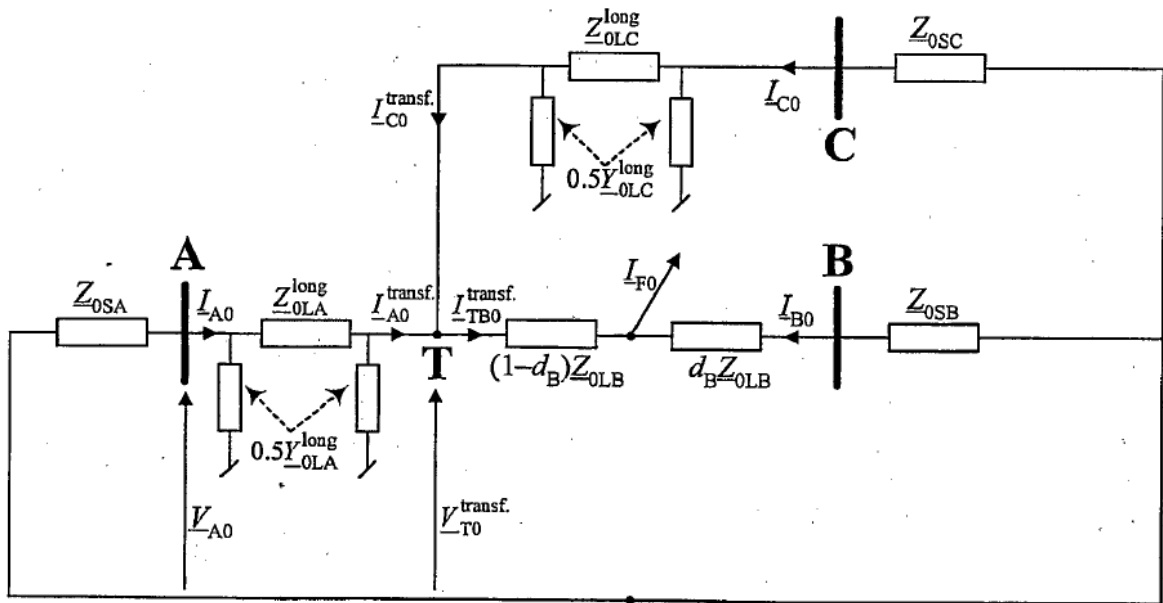 Z_0LC^long
Z_0SC
I_C0^transf.
I_C0
C
0.5Y_0LC^long
A
B
Z_0SA
I_A0
Z_0LA^long
I_A0^transf.
I_TB0^transf.
I_F0
I_B0
Z_0SB
T
(1–d_B)Z_0LB
d_BZ_0LB
0.5Y_0LA^long
V_A0
V_T0^transf.